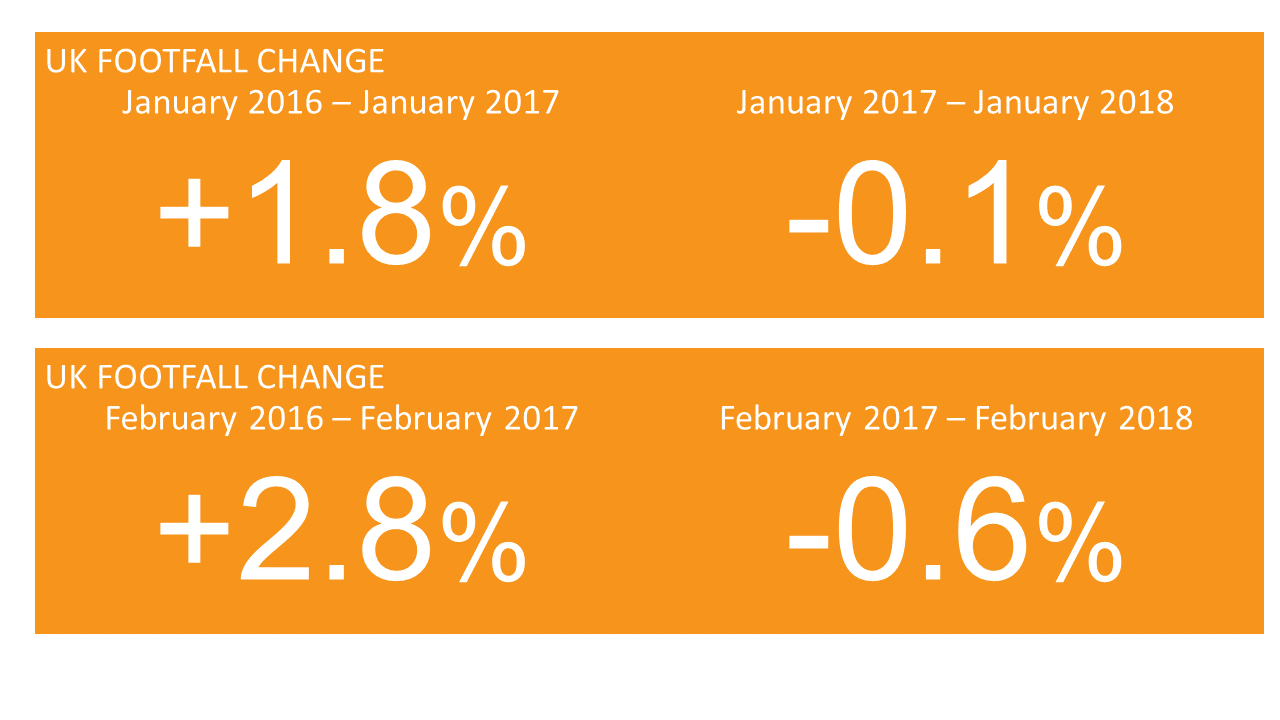 UK FOOTFALL CHANGE
January 2016 – January 2017
January 2017 – January 2018
+1.8%
-0.1%
UK FOOTFALL CHANGE
February 2016 – February 2017
February 2017 – February 2018
+2.8%
-0.6%